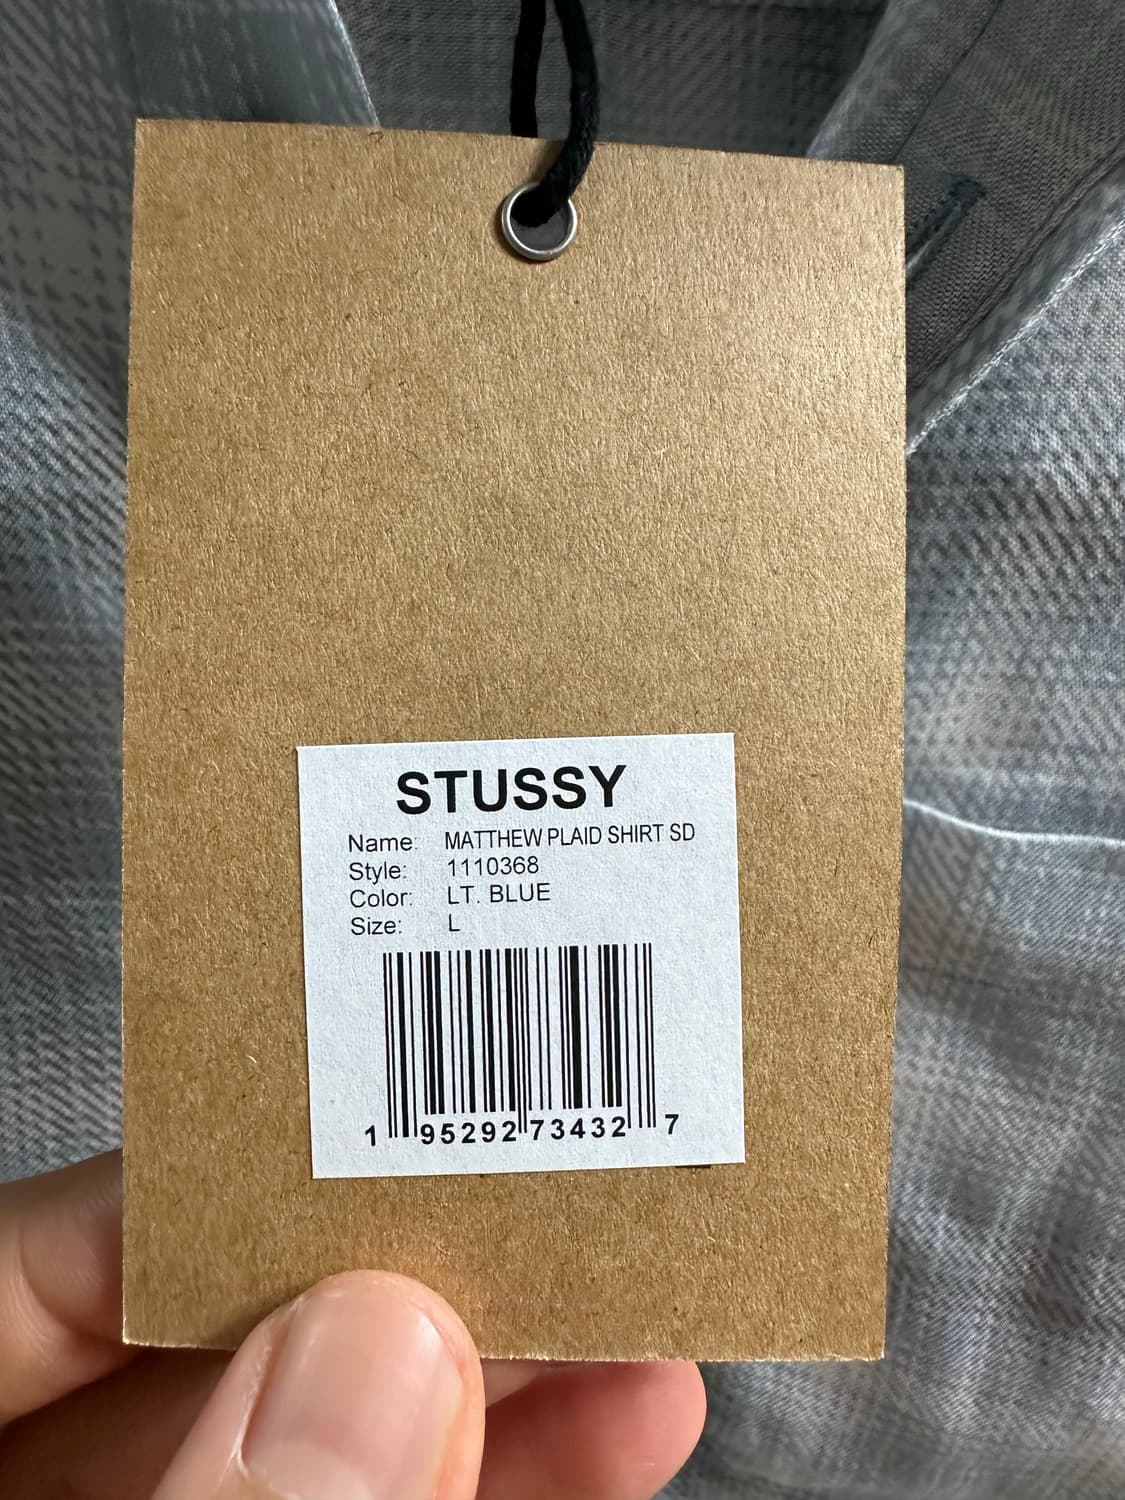 STUSSY
Name: MATTHEW PLAID SHIRT SD
Style: 1110368
Color: LT. BLUE
Size: L
1 95292 73432 7